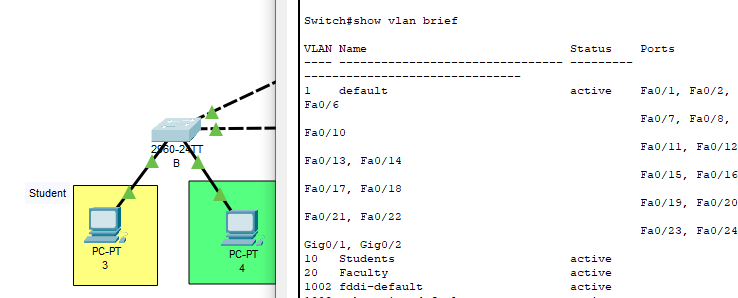 Switch#show vlan brief
VLAN Name Status Ports
---- -------------------------------- --------- -------------------------------
1 default active Fa0/1, Fa0/2,
Fa0/6
Fa0/7, Fa0/8,
Fa0/10
Fa0/11, Fa0/12
Fa0/13, Fa0/14
Fa0/15, Fa0/16
Fa0/17, Fa0/18
Fa0/19, Fa0/20
Fa0/21, Fa0/22
Fa0/23, Fa0/24
Gig0/1, Gig0/2
10 Students active
20 Faculty active
1002 fddi-default active
2960-24TT
B
Student
PC-PT
3
PC-PT
4